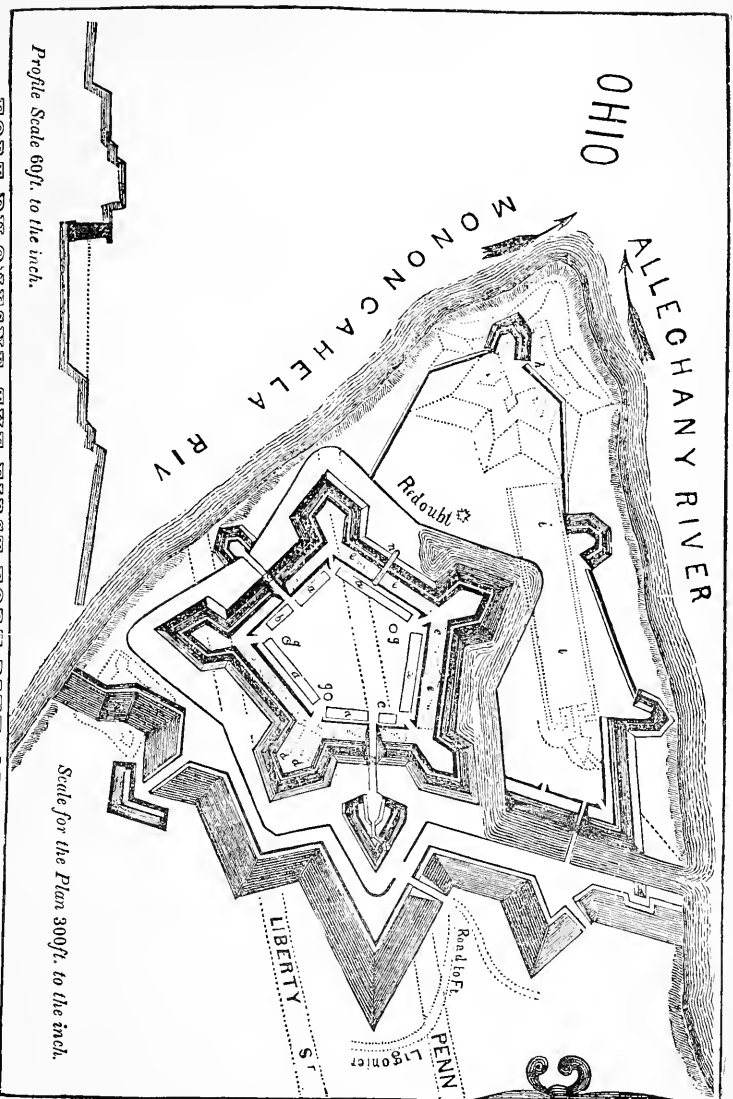 OHIO
ALLEGHANY RIVER
MONONGAHELA RIV
Redoubt
Profile Scale 60ft. to the inch.
Scale for the Plan 300ft. to the inch.
LIBERTY Sᵀ
PENN
Road to Ft.
Ligonier